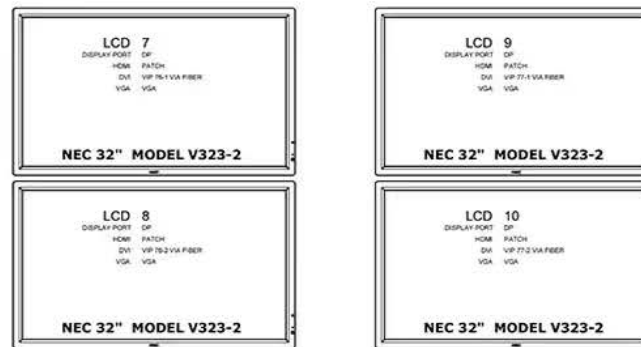 LCD 7
DISPLAY PORT DP
HDMI PATCH
DVI VIP 76-1 VIA FIBER
VGA VGA
NEC 32" MODEL V323-2
LCD 9
DISPLAY PORT DP
HDMI PATCH
DVI VIP 77-1 VIA FIBER
VGA VGA
NEC 32" MODEL V323-2
LCD 8
DISPLAY PORT DP
HDMI PATCH
DVI VIP 76-2 VIA FIBER
VGA VGA
NEC 32" MODEL V323-2
LCD 10
DISPLAY PORT DP
HDMI PATCH
DVI VIP 77-2 VIA FIBER
VGA VGA
NEC 32" MODEL V323-2